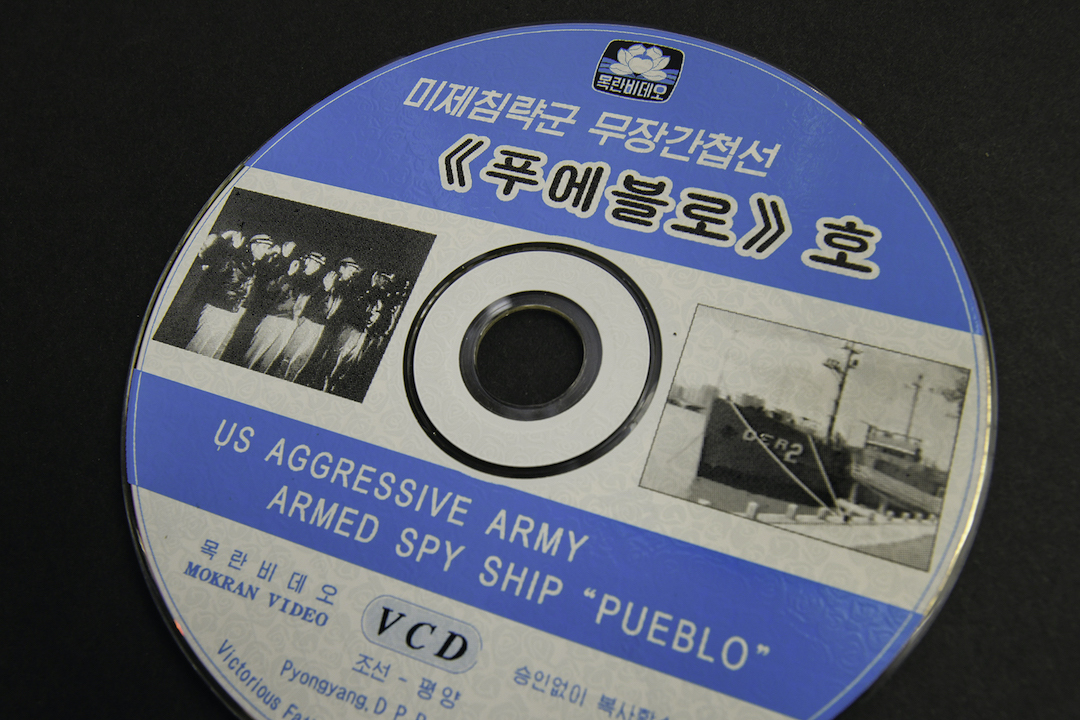 목란비데오
미제침략군 무장간첩선
《푸에블로》호
GER2
US AGGRESSIVE ARMY
ARMED SPY SHIP “PUEBLO”
목란비데오
MOKRAN VIDEO
VCD
조선-평양
승인없이
Pyongyang, D P
Victorious